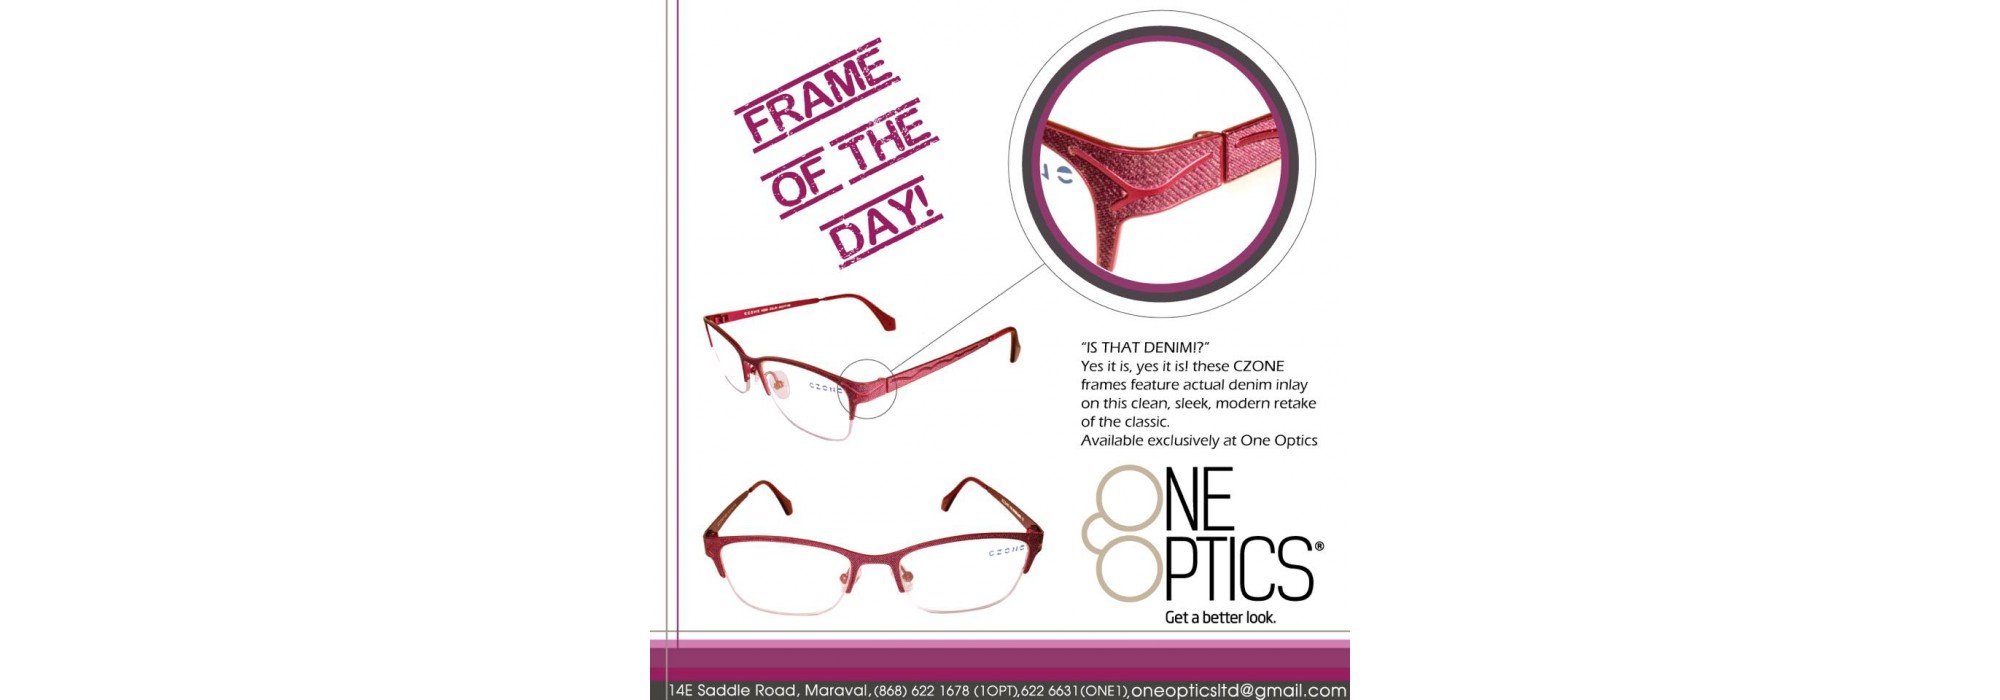 FRAME
OF THE
DAY!
“IS THAT DENIM!?”
Yes it is, yes it is! these CZONE
frames feature actual denim inlay
on this clean, sleek, modern retake
of the classic.
Available exclusively at One Optics
CZONE
CZONE
ONE
OPTICS®
Get a better look.
14E Saddle Road, Maraval,(868) 622 1678 (1OPT),622 6631(ONE1),oneopticsltd@gmail.com